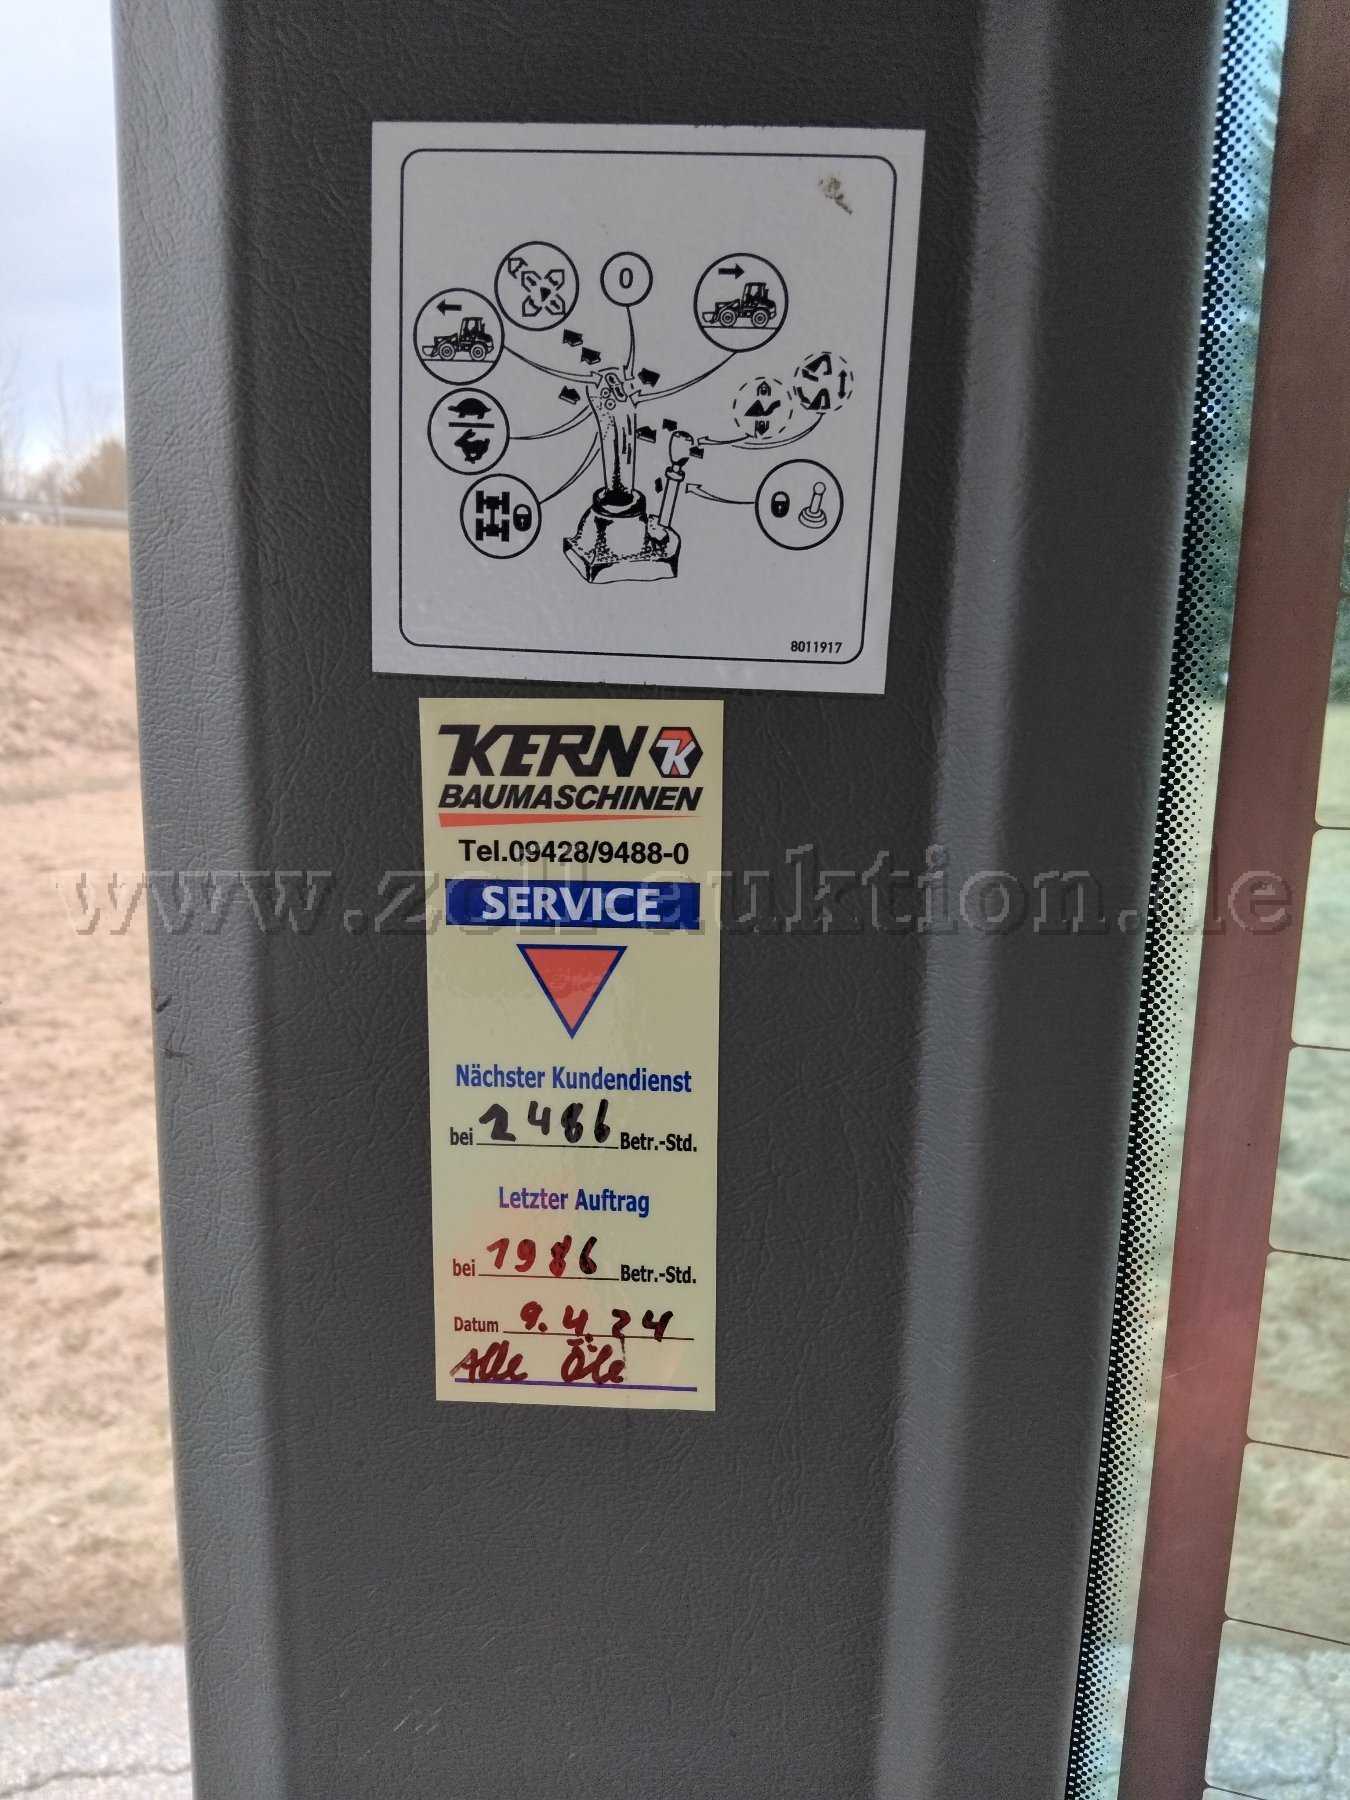 0
8011917
KERN K
BAUMASCHINEN
Tel.09428/9488-0
www.zoll-auktion.de
SERVICE
Nächster Kundendienst
bei 2486 Betr.-Std.
Letzter Auftrag
bei 1986 Betr.-Std.
Datum 9.4.24
Alle Öle